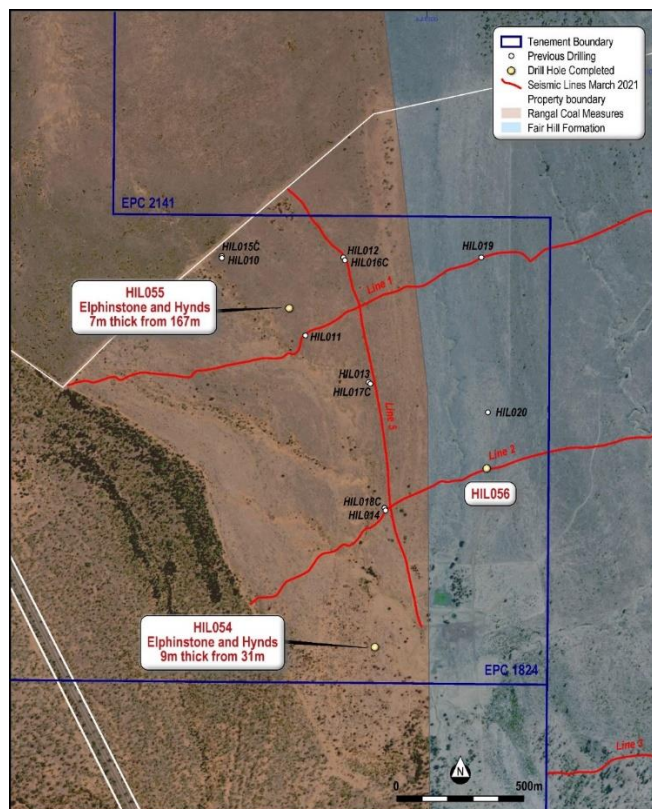 Tenement Boundary
Previous Drilling
Drill Hole Completed
Seismic Lines March 2021
Property boundary
Rangal Coal Measures
Fair Hill Formation
EPC 2141
HIL015C
HIL010
HIL012
HIL016C
HIL019
Line 1
HIL055
Elphinstone and Hynds
7m thick from 167m
HIL011
HIL013
HIL017C
Line 5
HIL020
Line 2
HIL056
HIL018C
HIL014
HIL054
Elphinstone and Hynds
9m thick from 31m
EPC 1824
Line 3
N
0
500m